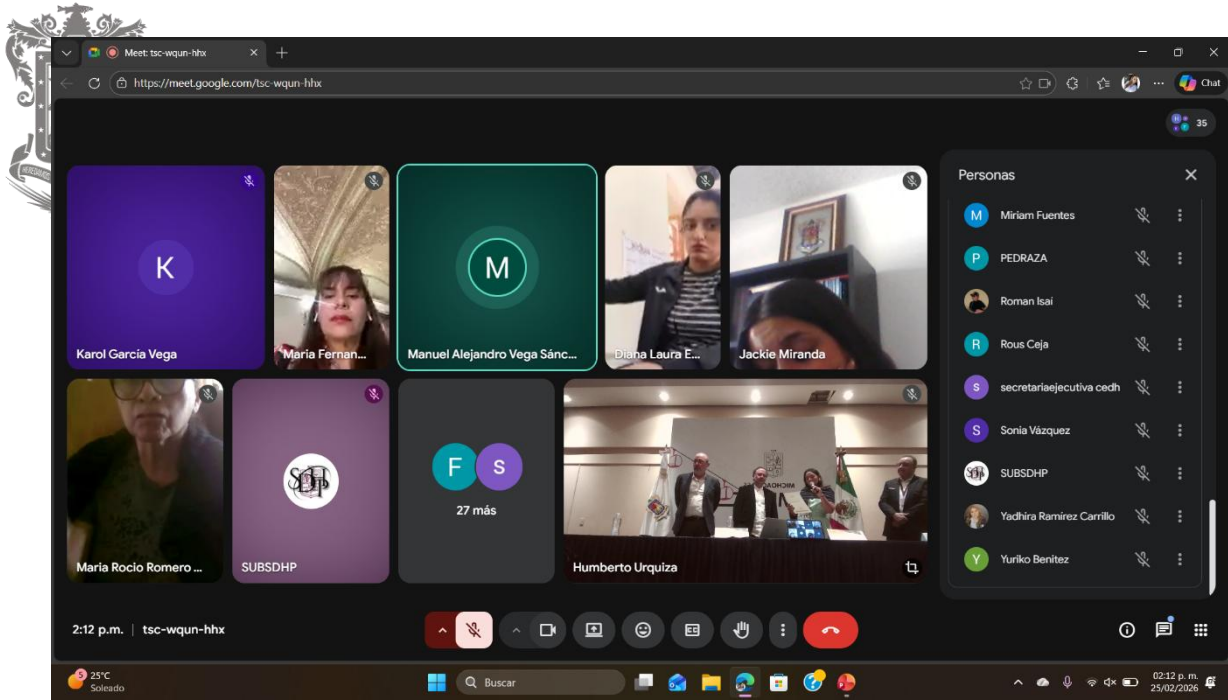 Meet: tsc-wqun-hhx
https://meet.google.com/tsc-wqun-hhx
Chat
35
Personas
K
Karol García Vega
Maria Fernan...
M
Manuel Alejandro Vega Sánc...
Diana Laura E...
Jackie Miranda
Maria Rocio Romero ...
SUBSDHP
F S
27 más
Humberto Urquiza
M Miriam Fuentes
P PEDRAZA
Roman Isaí
R Rous Ceja
s secretariaejecutiva cedh
S Sonia Vázquez
SUBSDHP
Yadhira Ramírez Carrillo
Y Yuriko Benitez
2:12 p.m. | tsc-wqun-hhx
5
25°C
Soleado
Buscar
02:12 p. m.
25/02/2026